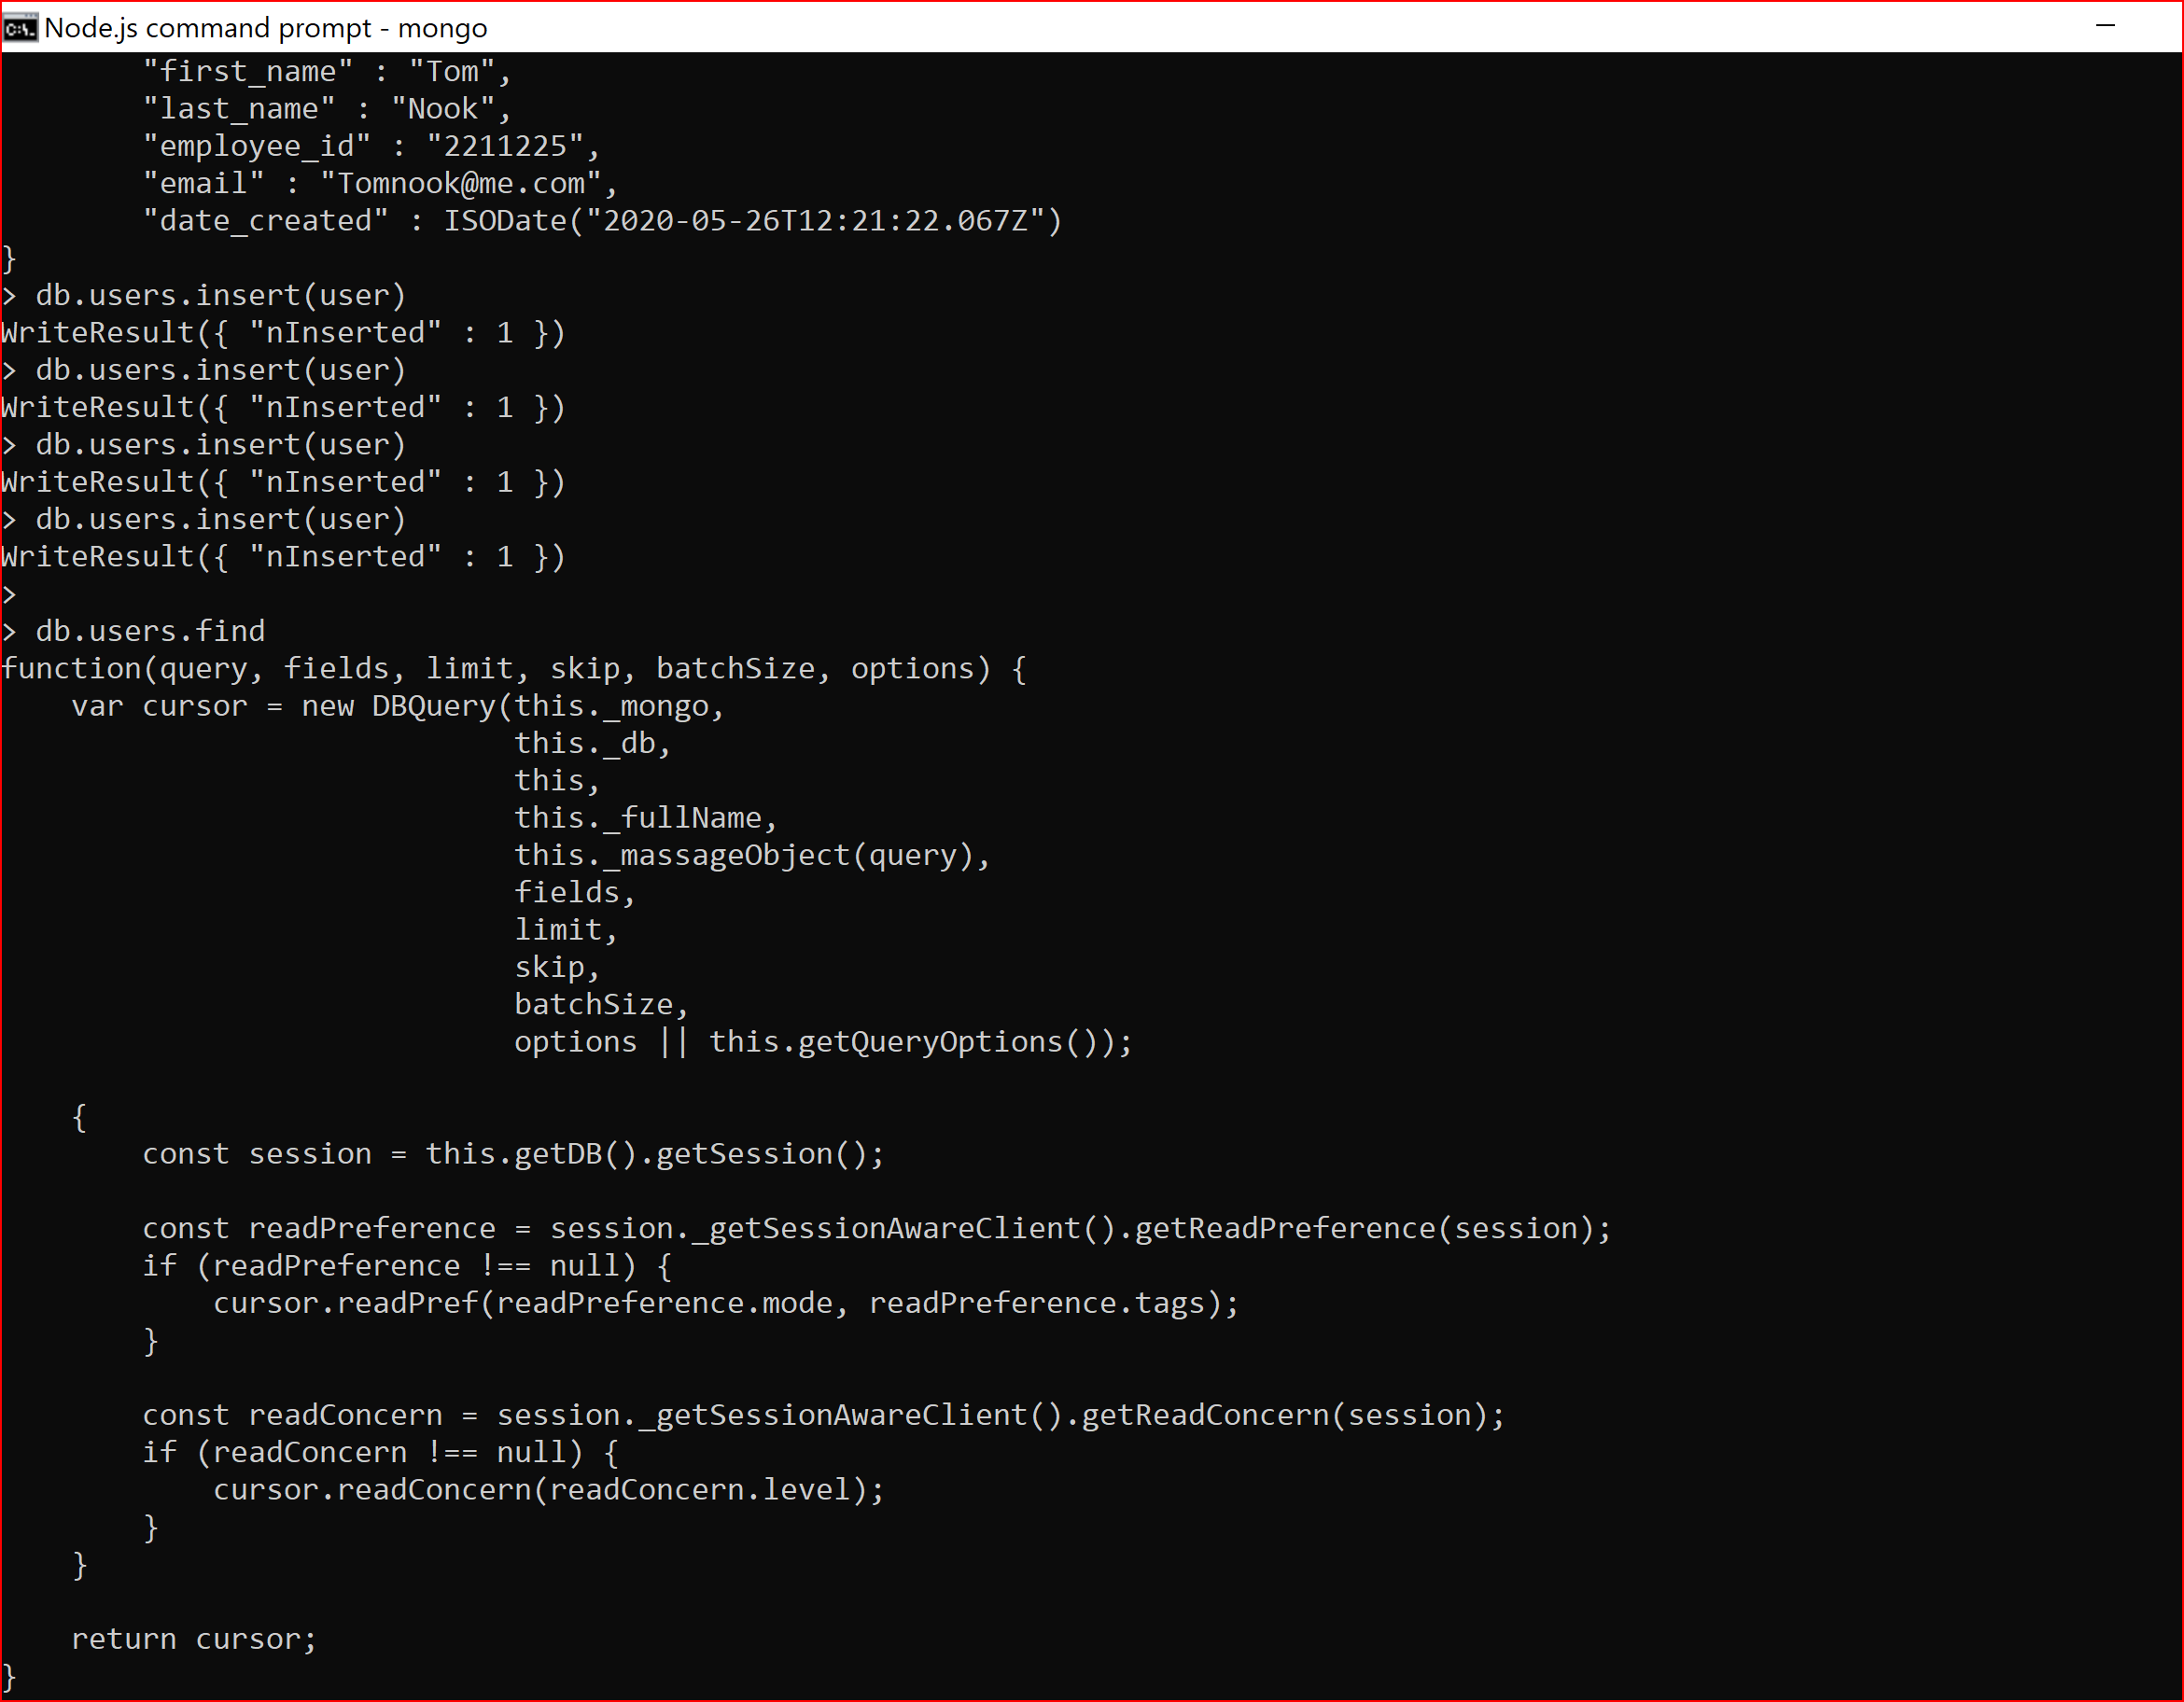 Node.js command prompt - mongo
"first_name" : "Tom",
"last_name" : "Nook",
"employee_id" : "2211225",
"email" : "Tomnook@me.com",
"date_created" : ISODate("2020-05-26T12:21:22.067Z")
}
> db.users.insert(user)
WriteResult({ "nInserted" : 1 })
> db.users.insert(user)
WriteResult({ "nInserted" : 1 })
> db.users.insert(user)
WriteResult({ "nInserted" : 1 })
> db.users.insert(user)
WriteResult({ "nInserted" : 1 })
>
> db.users.find
function(query, fields, limit, skip, batchSize, options) {
    var cursor = new DBQuery(this._mongo,
                             this._db,
                             this,
                             this._fullName,
                             this._massageObject(query),
                             fields,
                             limit,
                             skip,
                             batchSize,
                             options || this.getQueryOptions());
    {
        const session = this.getDB().getSession();
        const readPreference = session._getSessionAwareClient().getReadPreference(session);
        if (readPreference !== null) {
            cursor.readPref(readPreference.mode, readPreference.tags);
        }
        const readConcern = session._getSessionAwareClient().getReadConcern(session);
        if (readConcern !== null) {
            cursor.readConcern(readConcern.level);
        }
    }
    return cursor;
}